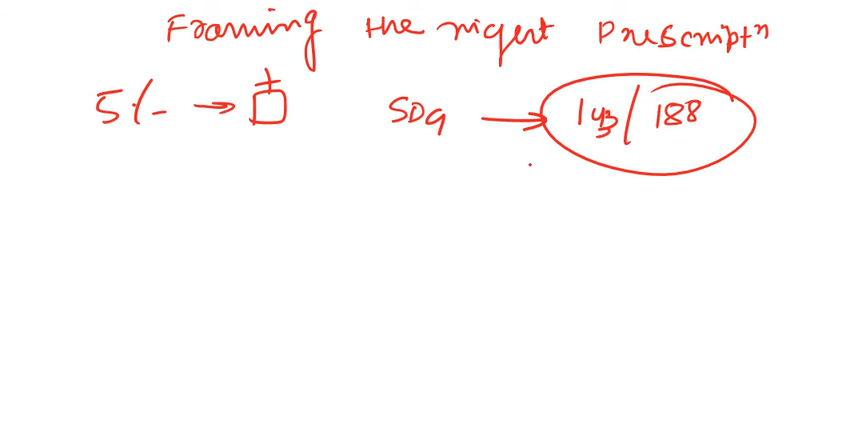 Framing the right Prescriptn
5% → SDG → 143/188